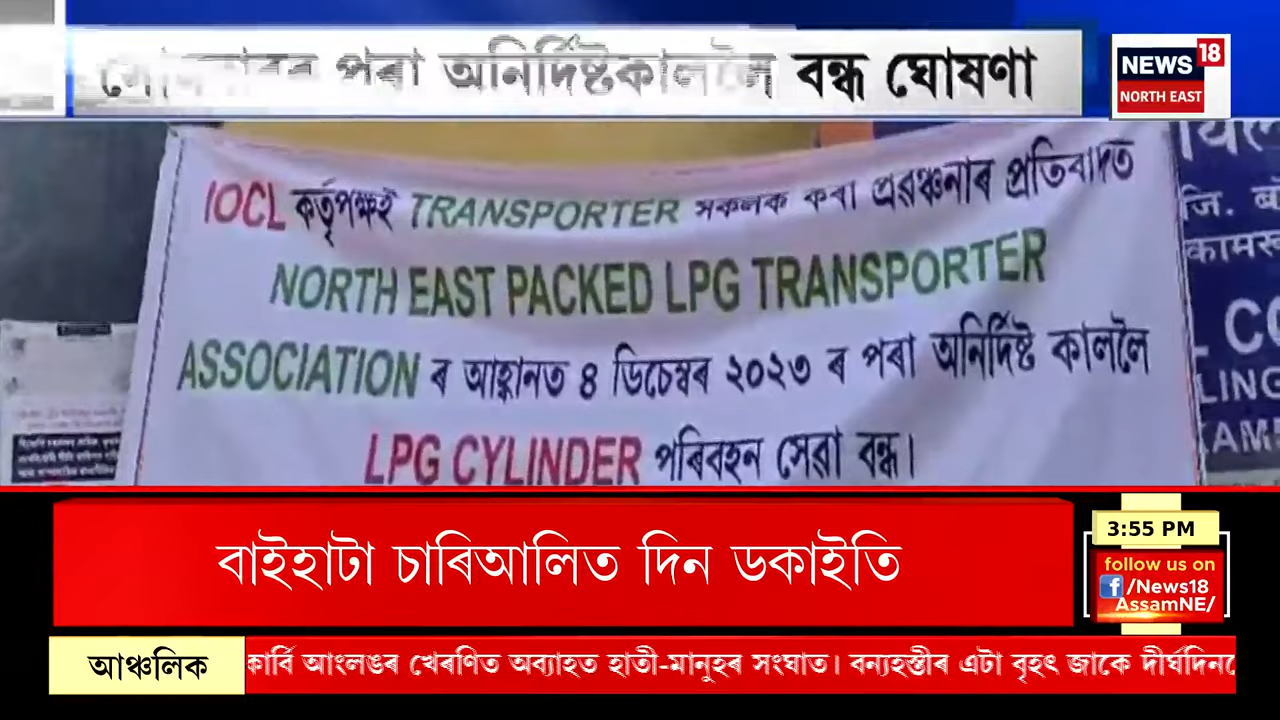 পৰা অনিৰ্দিষ্টকাললৈ বন্ধ ঘোষণা
NEWS 18
NORTH EAST
IOCL কৰ্তৃপক্ষই TRANSPORTER সকলক কৰা প্ৰৱঞ্চনাৰ প্ৰতিবাদত
NORTH EAST PACKED LPG TRANSPORTER
ASSOCIATION ৰ আহ্বানত ৪ ডিচেম্বৰ ২০২৩ ৰ পৰা অনিৰ্দিষ্ট কাললৈ
LPG CYLINDER পৰিবহন সেৱা বন্ধ।
জি.
বাইহাটা চাৰিআলিত দিন ডকাইতি
3:55 PM
follow us on
/News18
AssamNE/
আঞ্চলিক
কাৰ্বি আংলঙৰ খেৰণিত অব্যাহত হাতী-মানুহৰ সংঘাত। বন্যহস্তীৰ এটা বৃহৎ জাকে